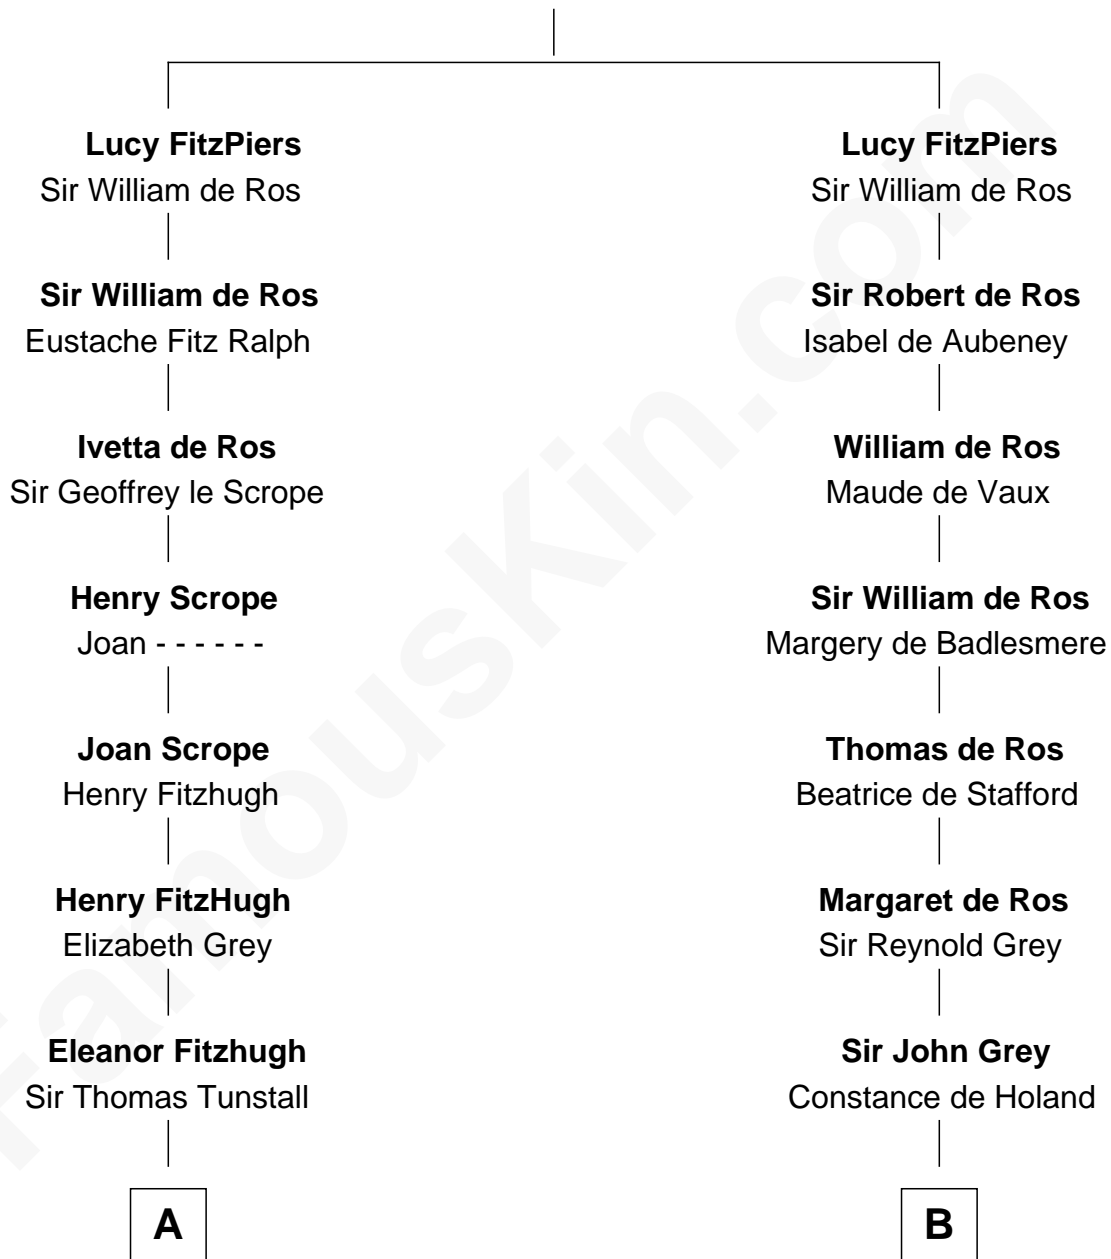 Lucy FitzPiers
Sir William de Ros
Sir William de Ros
Eustache Fitz Ralph
Ivetta de Ros
Sir Geoffrey le Scrope
Henry Scrope
Joan - - - - - -
Joan Scrope
Henry Fitzhugh
Henry FitzHugh
Elizabeth Grey
Eleanor Fitzhugh
Sir Thomas Tunstall
A
Lucy FitzPiers
Sir William de Ros
Sir Robert de Ros
Isabel de Aubeney
William de Ros
Maude de Vaux
Sir William de Ros
Margery de Badlesmere
Thomas de Ros
Beatrice de Stafford
Margaret de Ros
Sir Reynold Grey
Sir John Grey
Constance de Holand
B
FamousKin.com